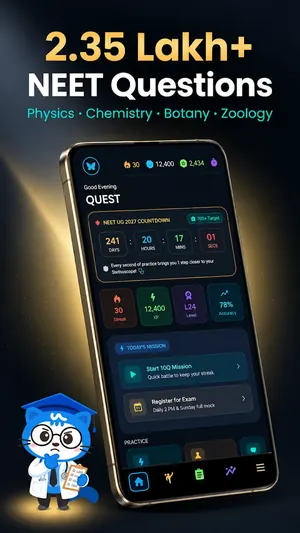 2.35 Lakh+
NEET Questions
Physics • Chemistry • Botany • Zoology
30 12,400 2,434
Good Evening
QUEST
NEET UG 2027 COUNTDOWN 700+ Target
241 : 20 : 17 : 01
DAYS HOURS MINS SECS
Every second of practice brings you 1 step closer to your
Stethoscope!
30 12,400 L24 78%
Streak XP Level Accuracy
TODAY'S MISSION
Start 10Q Mission
Quick battle to keep your streak.
Register for Exam
Daily 2 PM & Sunday full mock
PRACTICE